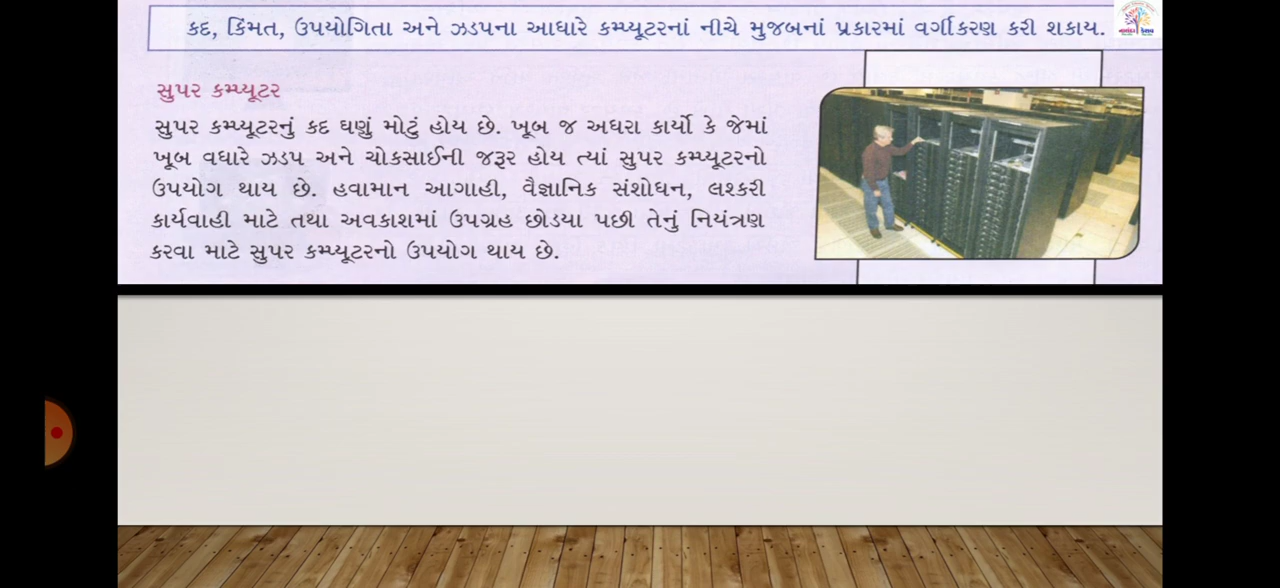 કદ, કિંમત, ઉપયોગિતા અને ઝડપના આધારે કમ્પ્યૂટરનાં નીચે મુજબનાં પ્રકારમાં વર્ગીકરણ કરી શકાય.
સુપર કમ્પ્યૂટર
સુપર કમ્પ્યૂટરનું કદ ઘણું મોટું હોય છે. ખૂબ જ અઘરા કાર્યો કે જેમાં
ખૂબ વધારે ઝડપ અને ચોકસાઈની જરૂર હોય ત્યાં સુપર કમ્પ્યૂટરનો
ઉપયોગ થાય છે. હવામાન આગાહી, વૈજ્ઞાનિક સંશોધન, લશ્કરી
કાર્યવાહી માટે તથા અવકાશમાં ઉપગ્રહ છોડયા પછી તેનું નિયંત્રણ
કરવા માટે સુપર કમ્પ્યૂટરનો ઉપયોગ થાય છે.